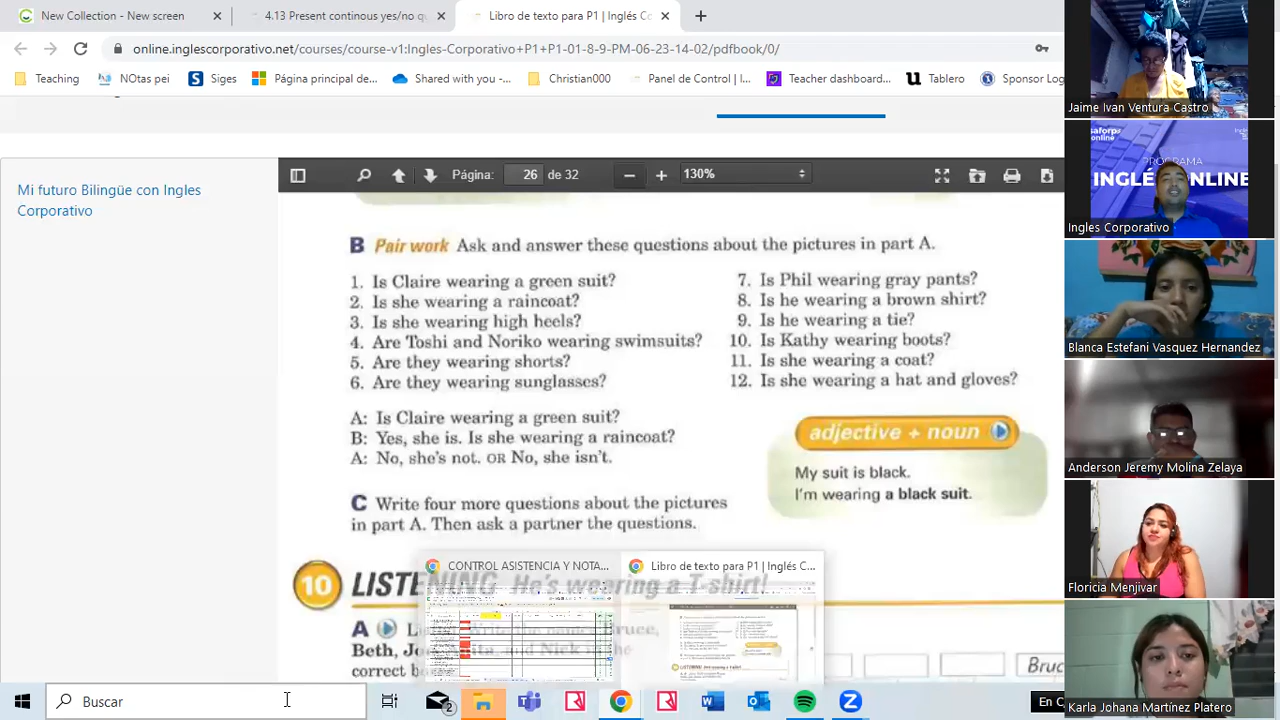 New Collection - New screen
4.13 Present continous yes/no q
Libro de texto para P1 | Inglés C
online.inglescorporativo.net/courses/course-v1:Ingles-Corporativo+P1+P1-01-8-9-PM-06-23-14-02/pdfbook/0/
Teaching
NOtas pei
Siges
Página principal de...
Shared with you -...
Christian000
Panel de Control | I...
Teacher dashboard...
Tablero
Sponsor Log
Mi futuro Bilingüe con Ingles
Corporativo
Página: 26 de 32
130%
B Pair work Ask and answer these questions about the pictures in part A.
1. Is Claire wearing a green suit?
2. Is she wearing a raincoat?
3. Is she wearing high heels?
4. Are Toshi and Noriko wearing swimsuits?
5. Are they wearing shorts?
6. Are they wearing sunglasses?
7. Is Phil wearing gray pants?
8. Is he wearing a brown shirt?
9. Is he wearing a tie?
10. Is Kathy wearing boots?
11. Is she wearing a coat?
12. Is she wearing a hat and gloves?
A: Is Claire wearing a green suit?
B: Yes, she is. Is she wearing a raincoat?
A: No, she's not. OR No, she isn't.
adjective + noun
My suit is black.
I'm wearing a black suit.
C Write four more questions about the pictures
in part A. Then ask a partner the questions.
CONTROL ASISTENCIA Y NOTA...
Libro de texto para P1 | Inglés C...
10 LISTENING He's wearing a T-shirt!
Beth,
and Nick
Bruc
Buscar
2
En C
Jaime Ivan Ventura Castro
online
PROGRAMA
INGLÉ NLINE
Ingles Corporativo
Blanca Estefani Vasquez Hernandez
Anderson Jeremy Molina Zelaya
Floricia Menjivar
Karla Johana Martínez Platero